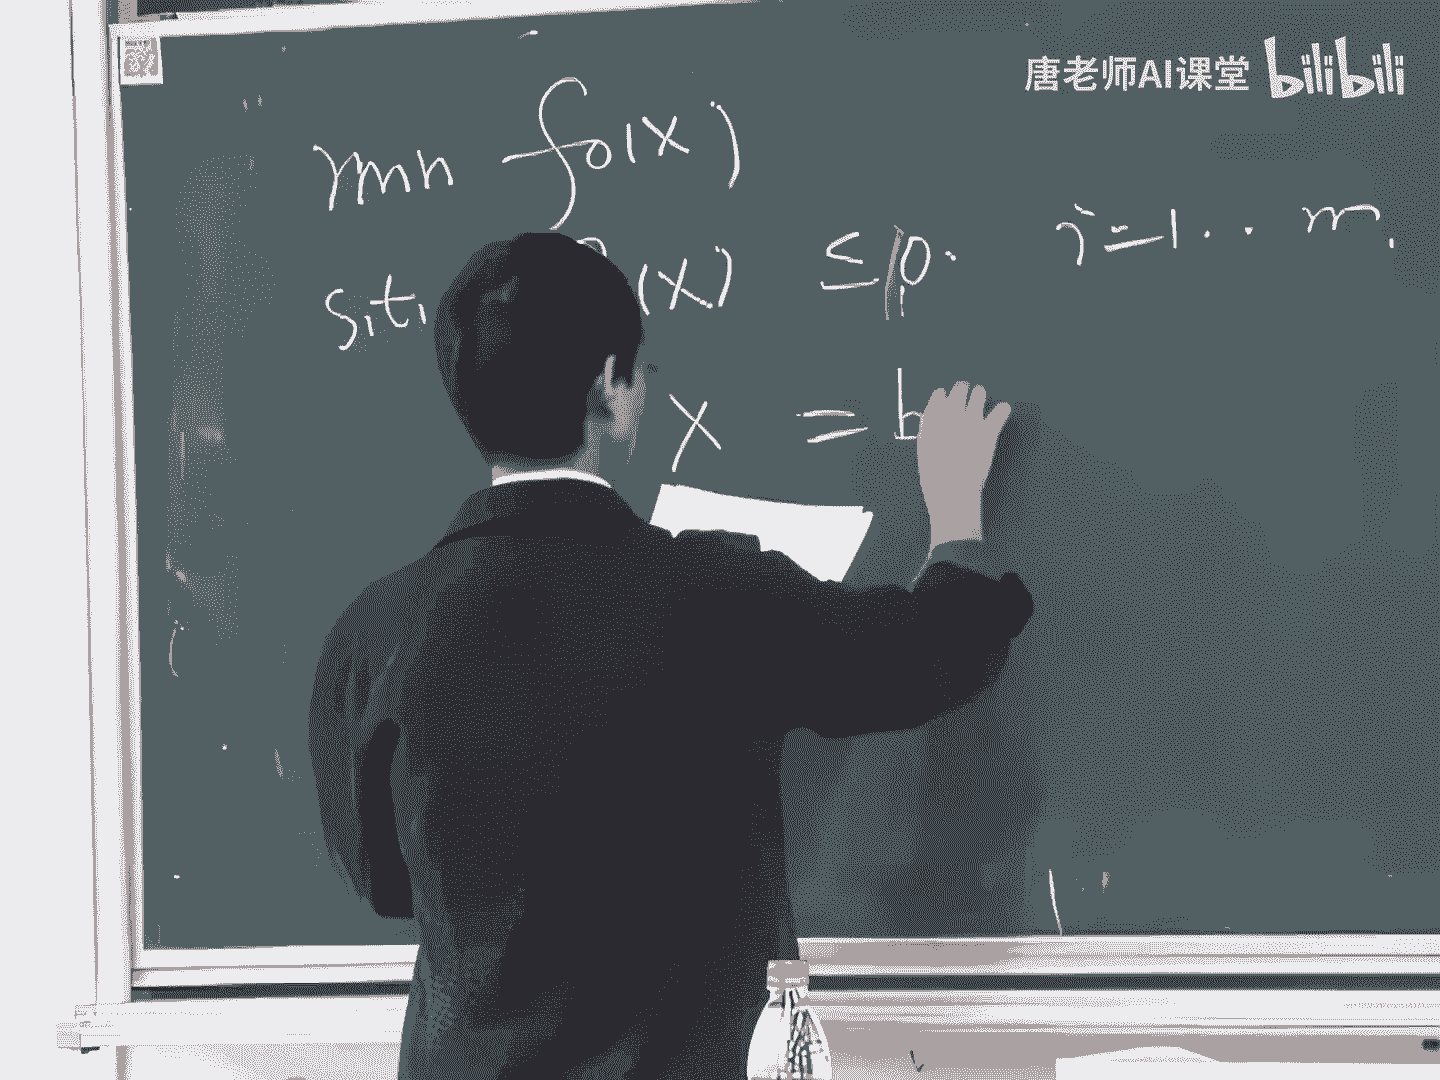 唐老师AI课堂 bilibili
min f₀(x)
s.t. (x) ≤ 0. i=1.. m.
x = b